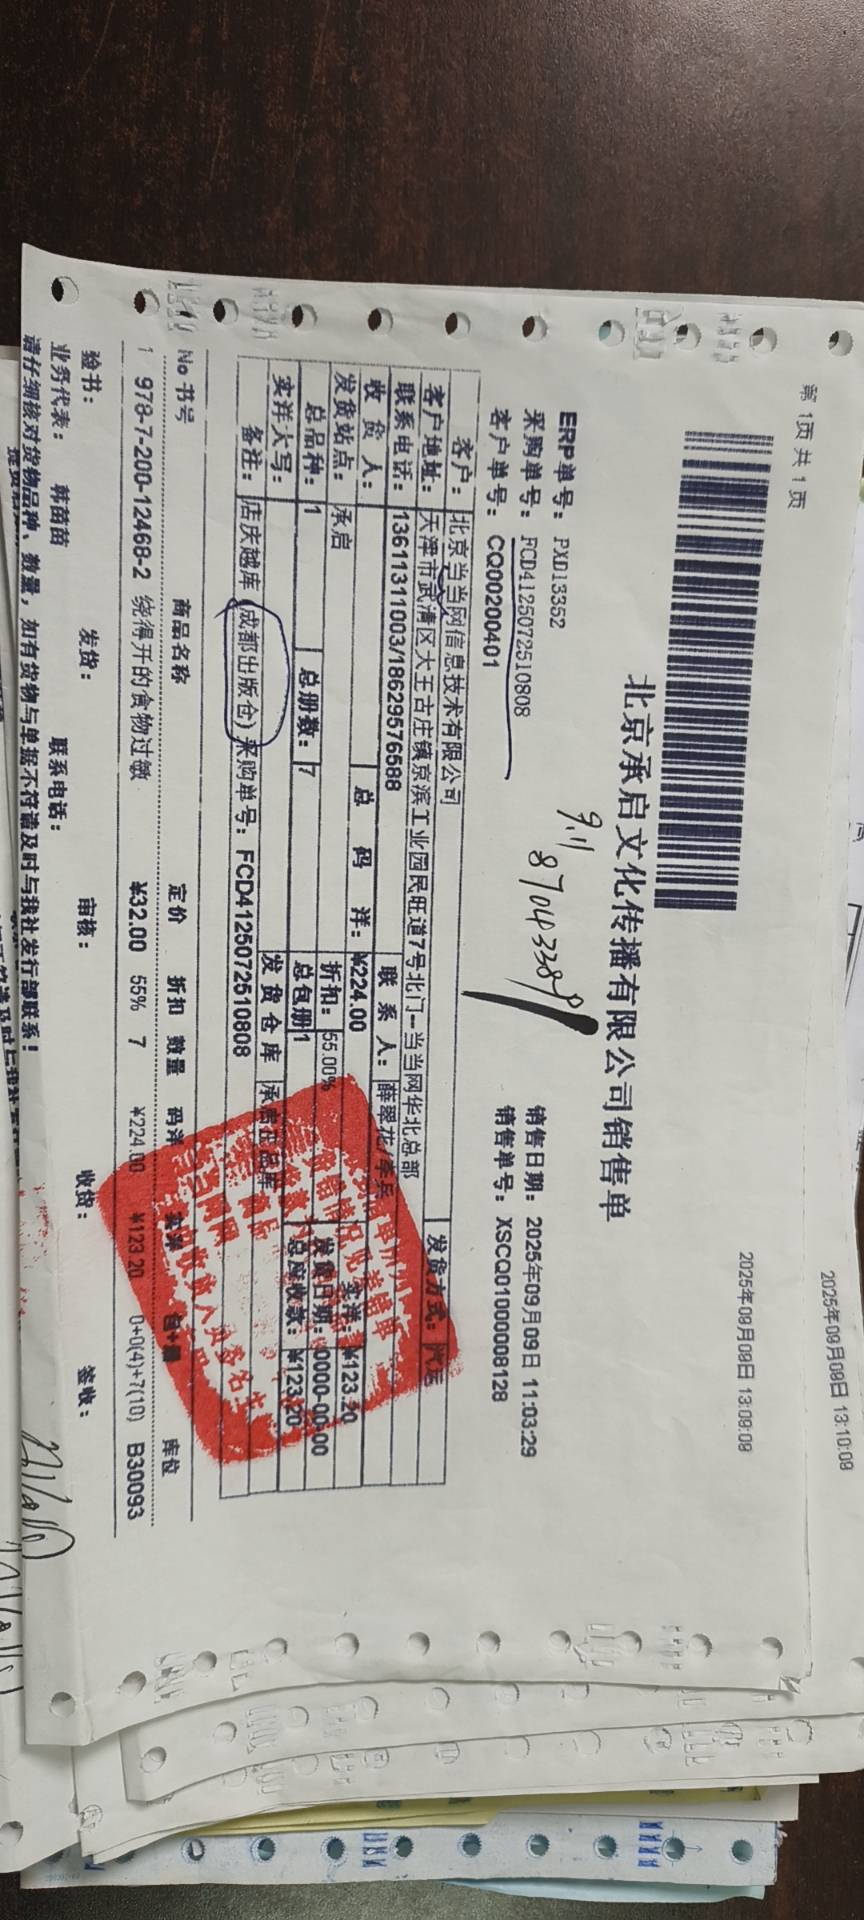 2025年09月09日 13:10:09
第 1页 共 1 页
2025年09月09日 13:09:09
北京承启文化传播有限公司销售单
9.11 87043389
ERP单号： PXD13352
采购单号： FCD4125072510808 销售日期： 2025年09月09日 11:03:29
客户单号： CQ00200401 销售单号： XSCQ01000008128
客户： 北京当当网信息技术有限公司 发货方式： 汽运
客户地址： 天津市武清区大王古庄镇京滨工业园民旺道7号北门—当当网华北总部
联系电话： 13611311003/18629576588 联 系 人： 薛翠花/李兵
收 货 人： 总 码 洋： ¥224.00 实洋： ¥123.20
发货站点： 承启 折扣： 55.00% 发货日期： 0000-00-00
总品种： 1 总册数： 7 总包册 1 总应收款： ¥123.20
实洋大写： 发 货 仓 库
备注： 店庆越库（成都出版仓）采购单号： FCD4125072510808
No 书号 商品名称 定价 折扣 数量 码洋 实洋 包+册 库位
1 978-7-200-12468-2 绕得开的食物过敏 ¥32.00 55% 7 ¥224.00 ¥123.20 0+0(4)+7(10) B30093
验书： 发货： 审核： 收货： 签收：
业务代表： 韩苗苗 联系电话：
请仔细核对货物品种、数量，如有货物与单据不符请及时与我社发行部联系！